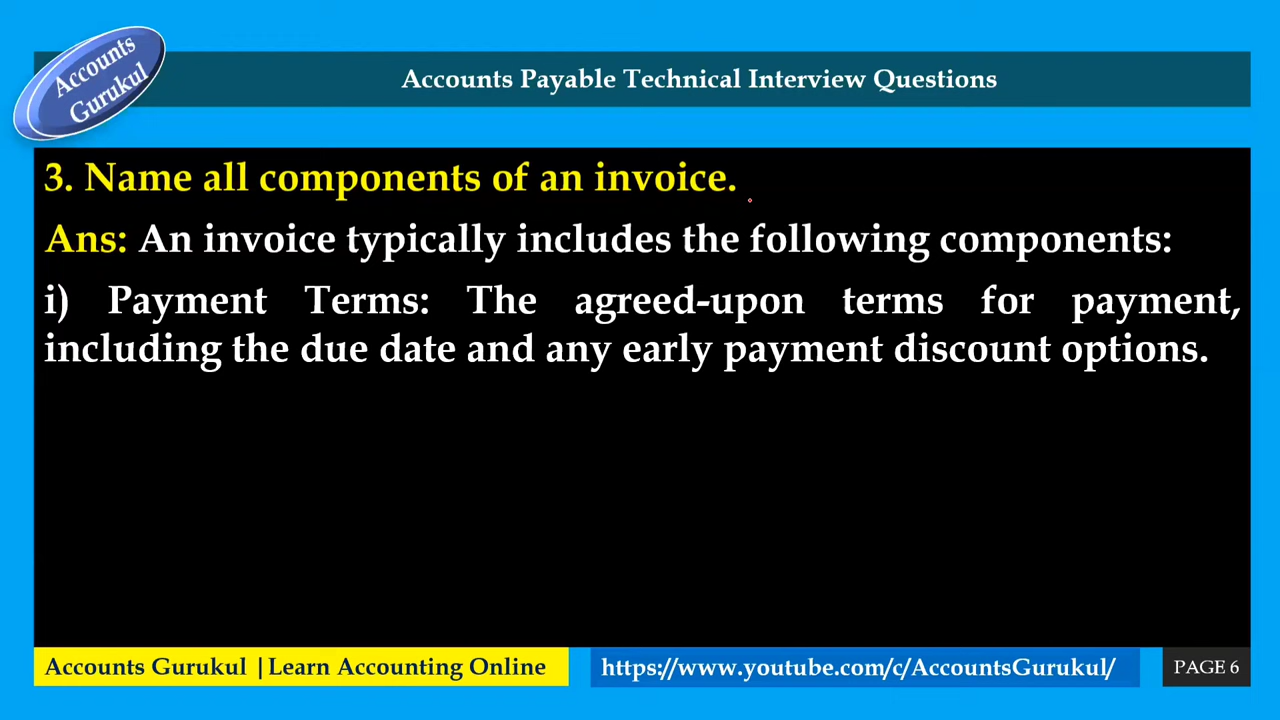 Accounts
Gurukul
Accounts Payable Technical Interview Questions
3. Name all components of an invoice.
Ans: An invoice typically includes the following components:
i) Payment Terms: The agreed-upon terms for payment,
including the due date and any early payment discount options.
Accounts Gurukul |Learn Accounting Online
https://www.youtube.com/c/AccountsGurukul/
PAGE 6